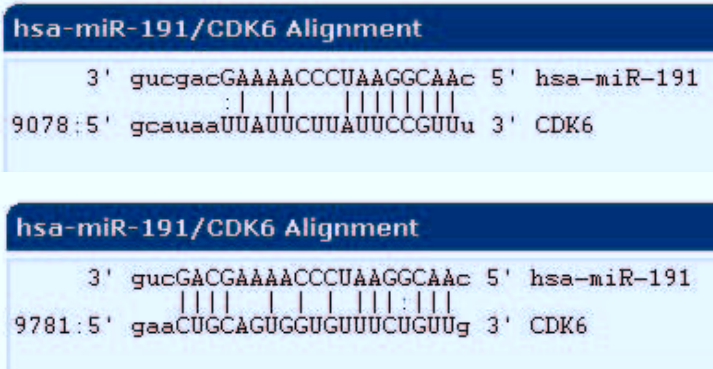 hsa-miR-191/CDK6 Alignment
3' gucgacGAAAACCCUAAGGCAAc 5' hsa-miR-191
:| ||   ||||||||
9078:5' gcauaaUUAUUCUUAUUCCGUUu 3' CDK6
hsa-miR-191/CDK6 Alignment
3' gucGACGAAAACCCUAAGGCAAc 5' hsa-miR-191
||||  | | | |||:|||
9781:5' gaaCUGCAGUGGUGUUUCUGUUg 3' CDK6